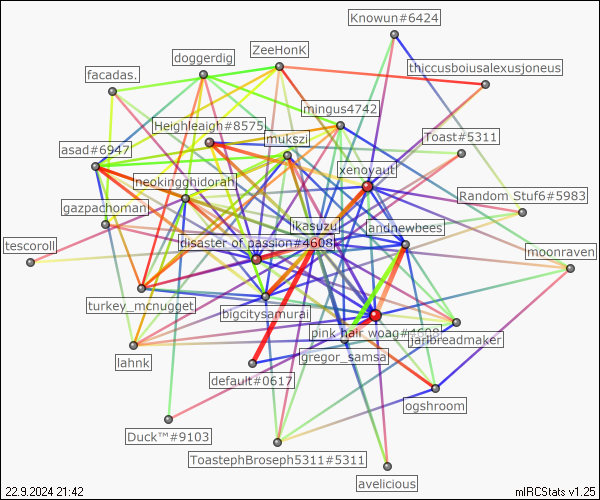 Knowun#6424
ZeeHonK
doggerdig
thiccusboiusalexusjoneus
facadas.
mingus4742
Heighleaigh#8575
Toast#5311
mukszi
asad#6947
xenoyaut
neokingghidorah
Random Stuf6#5983
gazpachoman
ikasuzu
andnewbees
disaster of passion#4608
tescoroll
moonraven
turkey_mcnugget
bigcitysamurai
pink hair woag#4698
jarlbreadmaker
lahnk
gregor_samsa
default#0617
ogshroom
Duck™#9103
ToastephBroseph5311#5311
avelicious
22.9.2024 21:42
mIRCStats v1.25